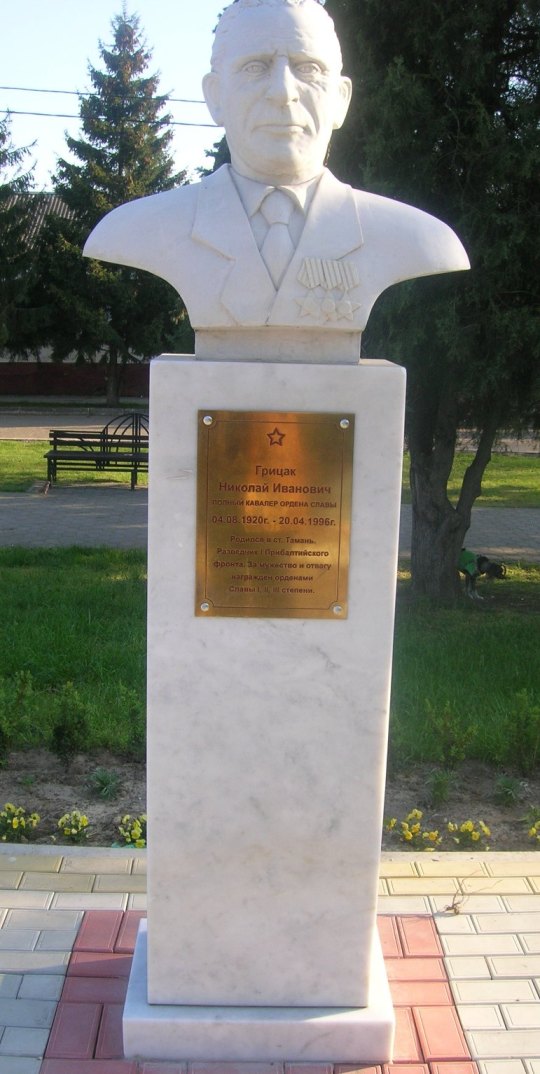 Грицак
Николай Иванович
ПОЛНЫЙ КАВАЛЕР ОРДЕНА СЛАВЫ
04.08.1920г. - 20.04.1996г.
Родился в ст. Тамань.
Разведчик I Прибалтийского
фронта. За мужество и отвагу
награжден орденами
Славы I, II, III степени.